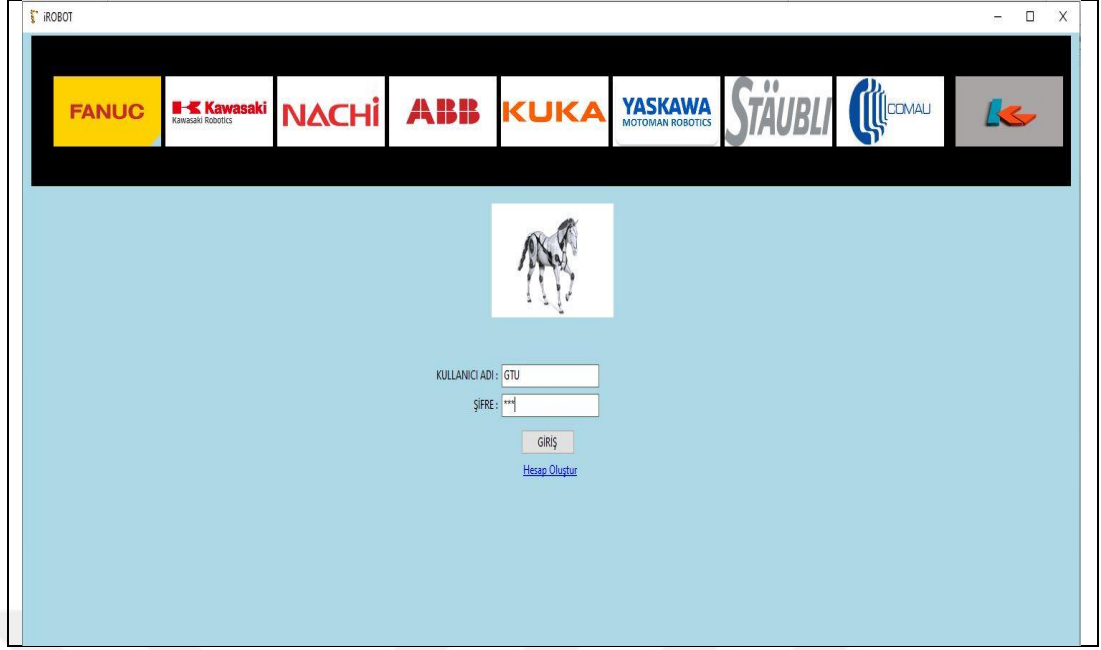 iROBOT
FANUC
Kawasaki
Kawasaki Robotics
NACHi
ABB
KUKA
YASKAWA
MOTOMAN ROBOTICS
STÄUBLI
COMAU
KULLANICI ADI : GTU
ŞİFRE : ***
GİRİŞ
Hesap Oluştur